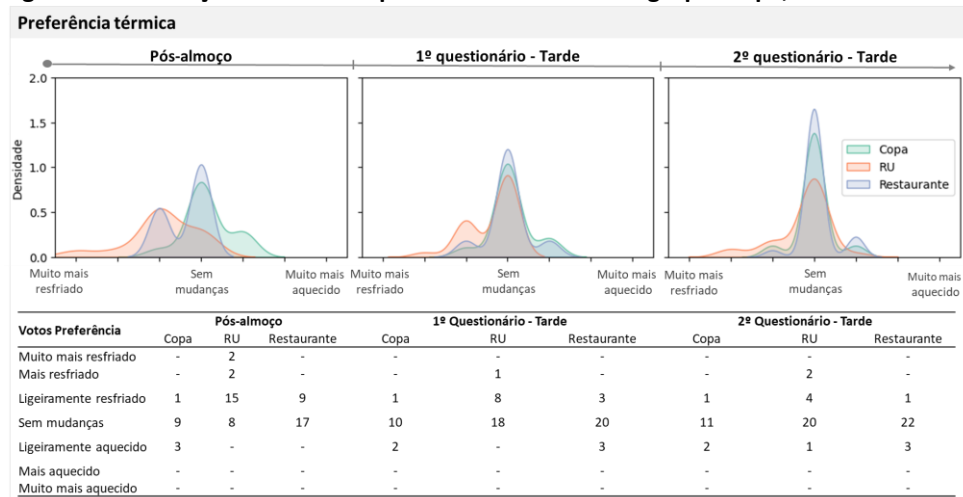 Preferência térmica
Pós-almoço 1º questionário - Tarde 2º questionário - Tarde
2.0
1.5
1.0
0.5
0.0
Densidade
Copa
RU
Restaurante
Muito mais resfriado Sem mudanças Muito mais aquecido
Muito mais resfriado Sem mudanças Muito mais aquecido
Muito mais resfriado Sem mudanças Muito mais aquecido
Votos Preferência Pós-almoço 1º Questionário - Tarde 2º Questionário - Tarde
Copa RU Restaurante Copa RU Restaurante Copa RU Restaurante
Muito mais resfriado - 2 - - - - - - -
Mais resfriado - 2 - - 1 - - 2 -
Ligeiramente resfriado 1 15 9 1 8 3 1 4 1
Sem mudanças 9 8 17 10 18 20 11 20 22
Ligeiramente aquecido 3 - - 2 - 3 2 1 3
Mais aquecido - - - - - - - - -
Muito mais aquecido - - - - - - - - -